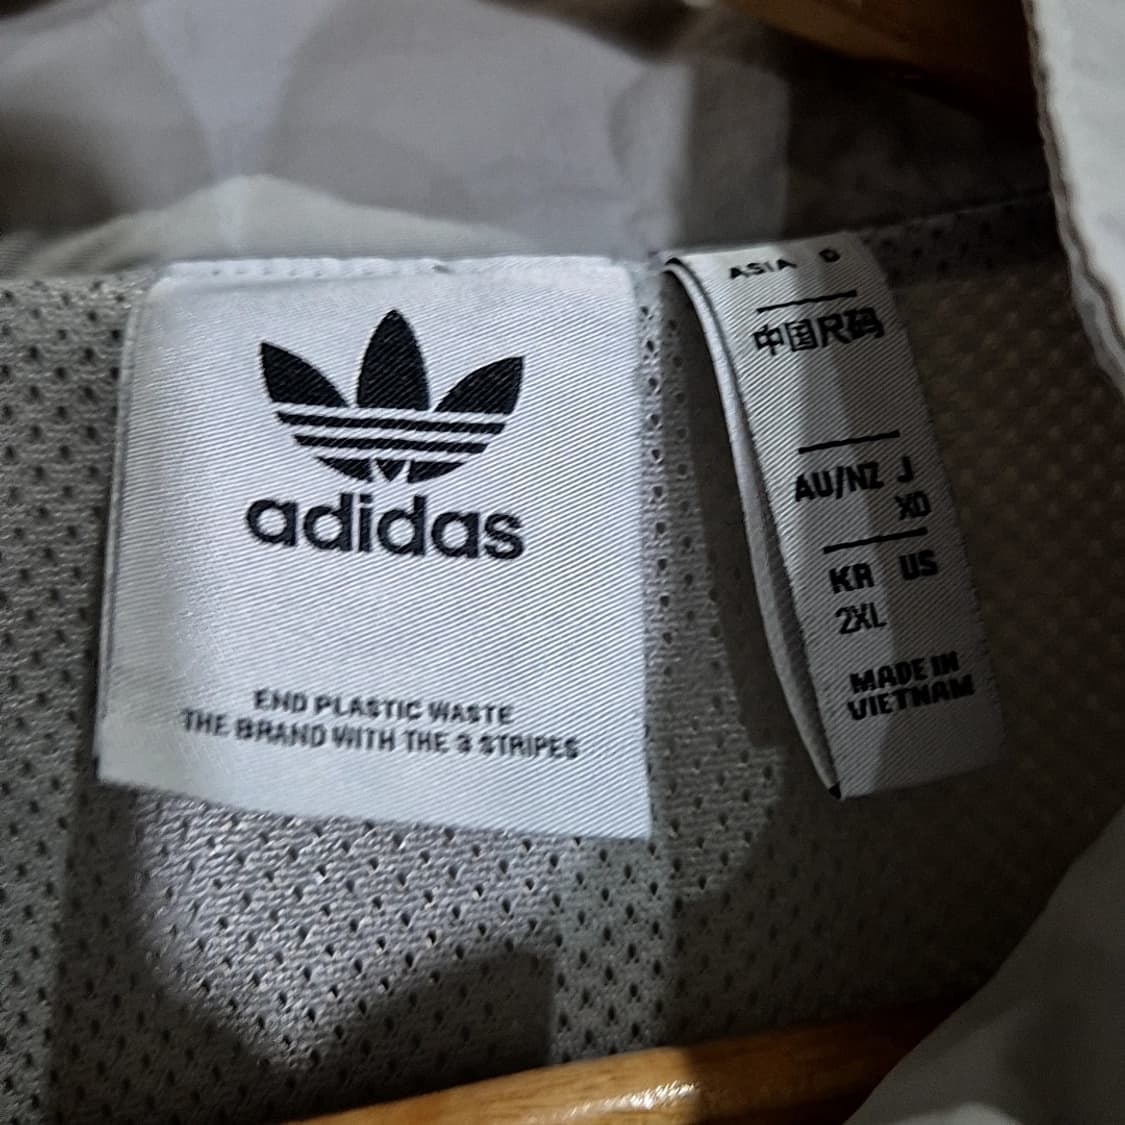 adidas
END PLASTIC WASTE
THE BRAND WITH THE 3 STRIPES
ASIA D
中国尺码
AU/NZ J
XO
KR US
2XL
MADE IN
VIETNAM